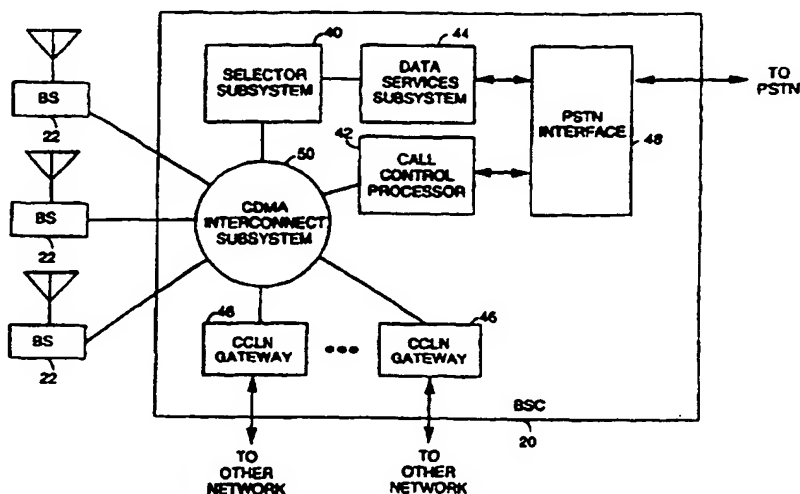 40
SELECTOR
SUBSYSTEM
44
DATA
SERVICES
SUBSYSTEM
PSTN
INTERFACE
48
TO
PSTN
BS
22
42
CALL
CONTROL
PROCESSOR
50
CDMA
INTERCONNECT
SUBSYSTEM
BS
22
BS
22
46
CCLN
GATEWAY
46
CCLN
GATEWAY
BSC
20
TO
OTHER
NETWORK
TO
OTHER
NETWORK